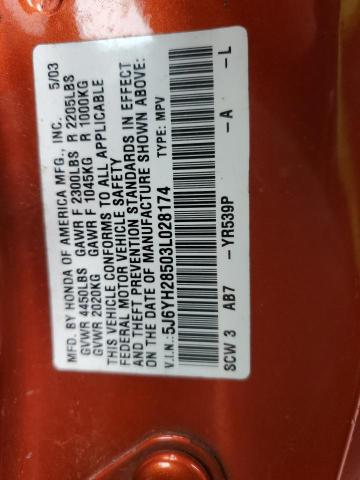 MFD. BY HONDA OF AMERICA MFG., INC. 5/03
GVWR 4450LBS GAWR F 2300LBS R 2205LBS
GVWR 2020KG GAWR F 1045KG R 1000KG
THIS VEHICLE CONFORMS TO ALL APPLICABLE
FEDERAL MOTOR VEHICLE SAFETY
AND THEFT PREVENTION STANDARDS IN EFFECT
ON THE DATE OF MANUFACTURE SHOWN ABOVE.
V.I.N.: 5J6YH28503L028174 TYPE: MPV
SCW 3 AB7 -YR539P -A -L